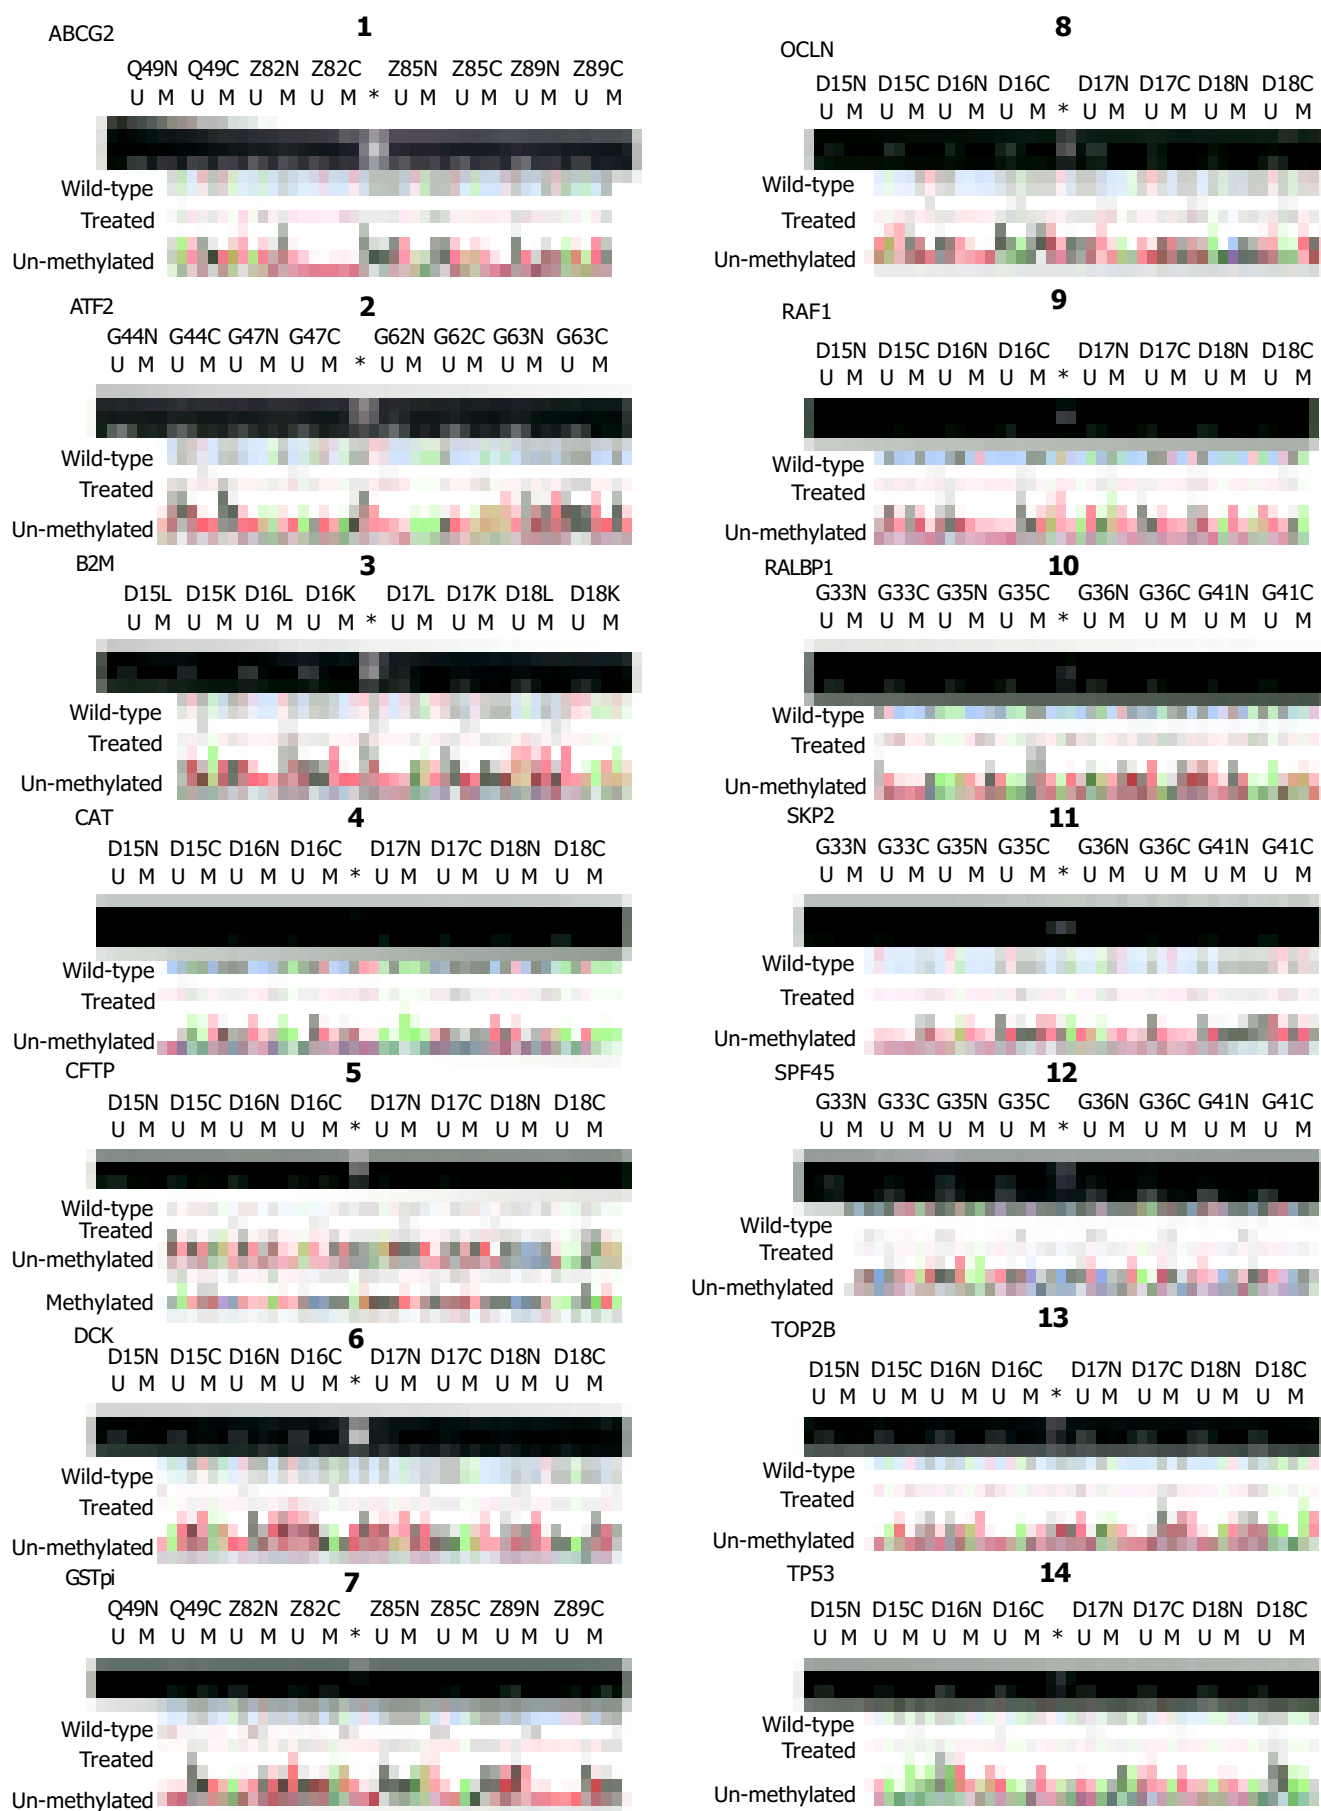 1
ABCG2
Q49N Q49C Z82N Z82C Z85N Z85C Z89N Z89C
U M U M U M U M * U M U M U M U M
Wild-type
Treated
Un-methylated
2
ATF2
G44N G44C G47N G47C G62N G62C G63N G63C
U M U M U M U M * U M U M U M U M
Wild-type
Treated
Un-methylated
3
B2M
D15L D15K D16L D16K D17L D17K D18L D18K
U M U M U M U M * U M U M U M U M
Wild-type
Treated
Un-methylated
4
CAT
D15N D15C D16N D16C D17N D17C D18N D18C
U M U M U M U M * U M U M U M U M
Wild-type
Treated
Un-methylated
5
CFTP
D15N D15C D16N D16C D17N D17C D18N D18C
U M U M U M U M * U M U M U M U M
Wild-type
Treated
Un-methylated
Methylated
6
DCK
D15N D15C D16N D16C D17N D17C D18N D18C
U M U M U M U M * U M U M U M U M
Wild-type
Treated
Un-methylated
7
GSTpi
Q49N Q49C Z82N Z82C Z85N Z85C Z89N Z89C
U M U M U M U M * U M U M U M U M
Wild-type
Treated
Un-methylated
8
OCLN
D15N D15C D16N D16C D17N D17C D18N D18C
U M U M U M U M * U M U M U M U M
Wild-type
Treated
Un-methylated
9
RAF1
D15N D15C D16N D16C D17N D17C D18N D18C
U M U M U M U M * U M U M U M U M
Wild-type
Treated
Un-methylated
10
RALBP1
G33N G33C G35N G35C G36N G36C G41N G41C
U M U M U M U M * U M U M U M U M
Wild-type
Treated
Un-methylated
11
SKP2
G33N G33C G35N G35C G36N G36C G41N G41C
U M U M U M U M * U M U M U M U M
Wild-type
Treated
Un-methylated
12
SPF45
G33N G33C G35N G35C G36N G36C G41N G41C
U M U M U M U M * U M U M U M U M
Wild-type
Treated
Un-methylated
13
TOP2B
D15N D15C D16N D16C D17N D17C D18N D18C
U M U M U M U M * U M U M U M U M
Wild-type
Treated
Un-methylated
14
TP53
D15N D15C D16N D16C D17N D17C D18N D18C
U M U M U M U M * U M U M U M U M
Wild-type
Treated
Un-methylated